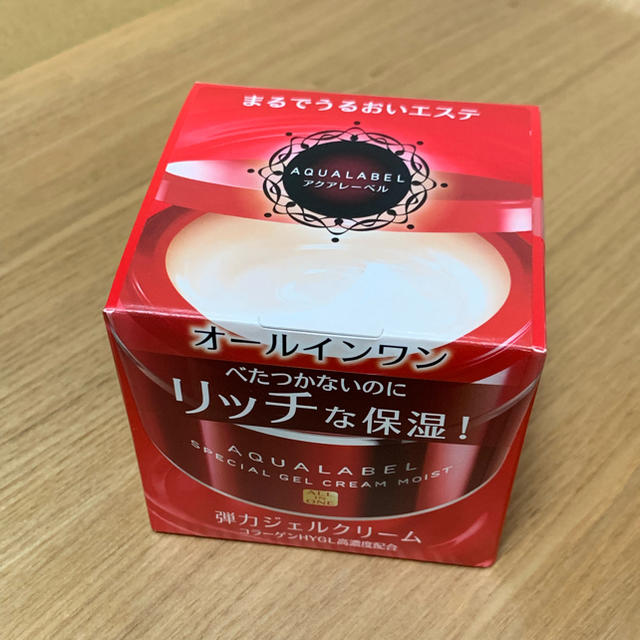 まるでうるおいエステ
AQUALABEL
アクアレーベル
オールインワン
べたつかないのに
リッチな保湿!
AQUALABEL
SPECIAL GEL CREAM MOIST
ALL
IN
ONE
弾力ジェルクリーム
コラーゲンHYGL高濃度配合